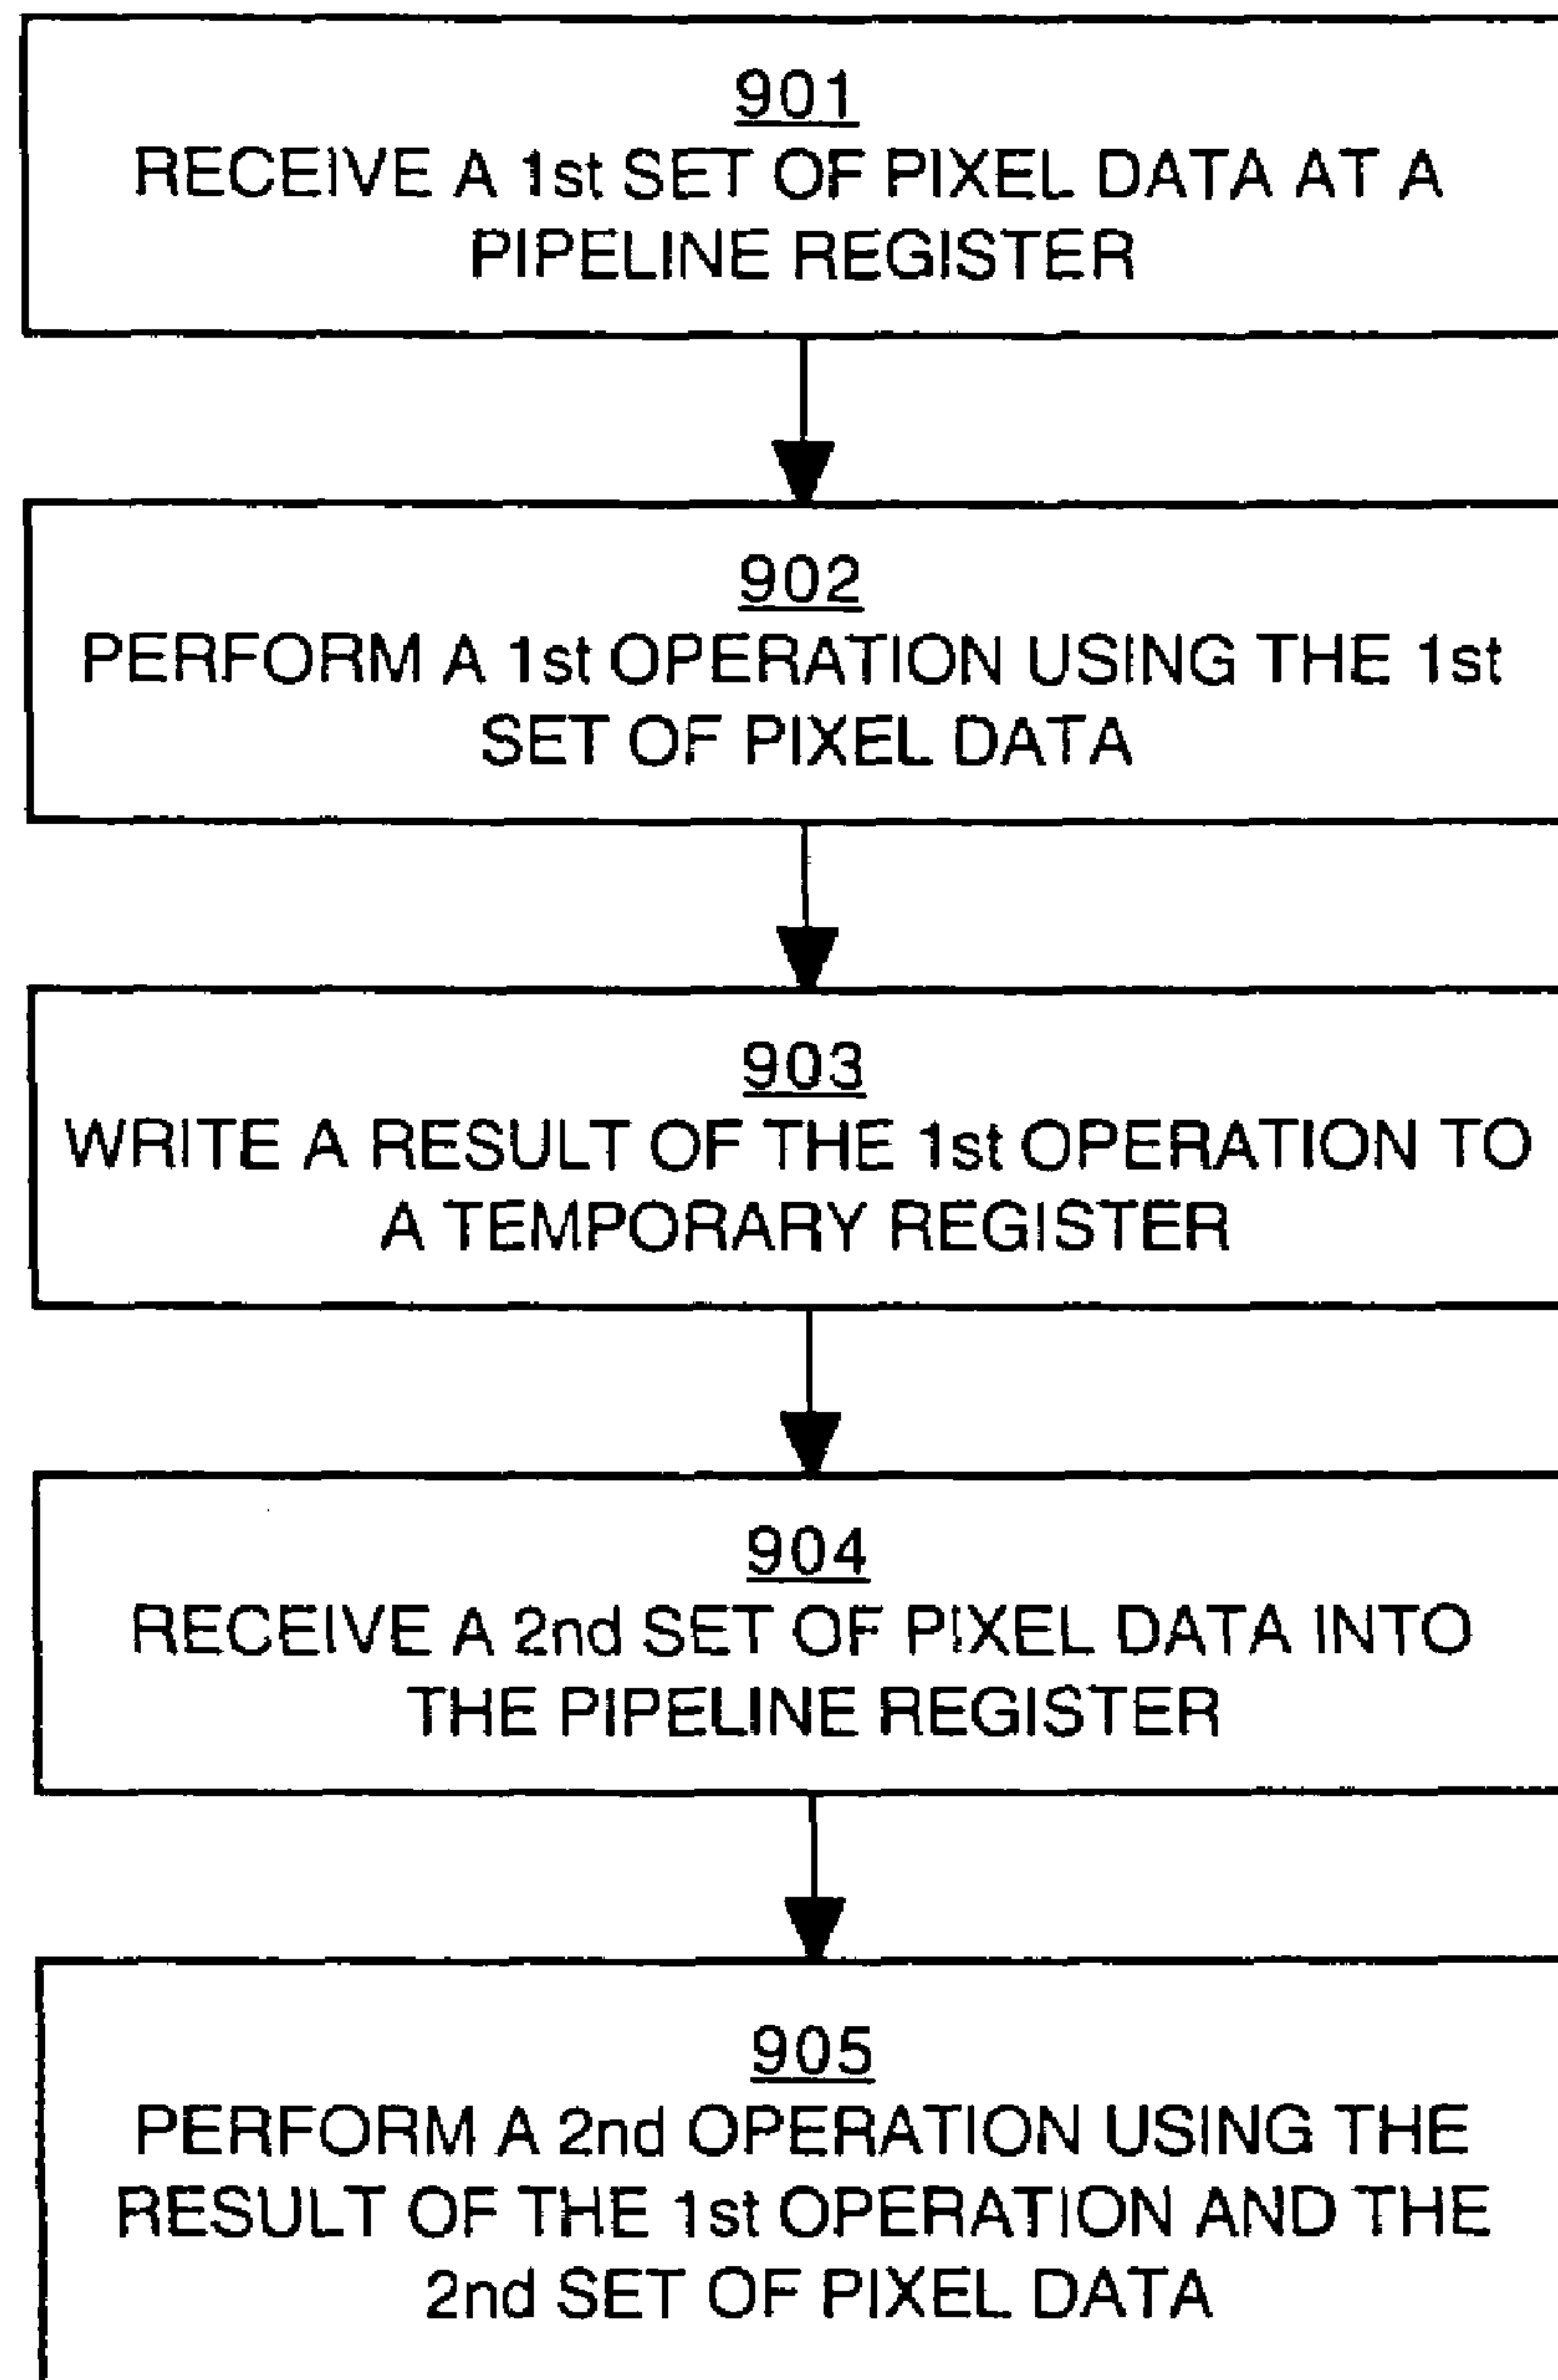 901
RECEIVE A 1st SET OF PIXEL DATA AT A
PIPELINE REGISTER
902
PERFORM A 1st OPERATION USING THE 1st
SET OF PIXEL DATA
903
WRITE A RESULT OF THE 1st OPERATION TO
A TEMPORARY REGISTER
904
RECEIVE A 2nd SET OF PIXEL DATA INTO
THE PIPELINE REGISTER
905
PERFORM A 2nd OPERATION USING THE
RESULT OF THE 1st OPERATION AND THE
2nd SET OF PIXEL DATA